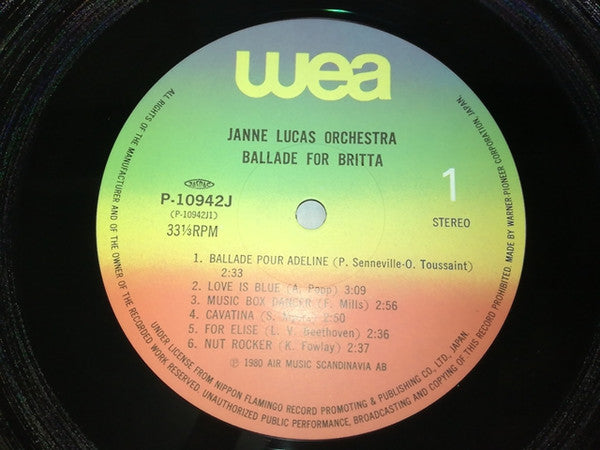 wea
JANNE LUCAS ORCHESTRA
BALLADE FOR BRITTA
1
STEREO
P-10942J
(P-10942J1)
33⅓RPM
1. BALLADE POUR ADELINE (P. Senneville-O. Toussaint)
2:33
2. LOVE IS BLUE (A. Popp) 3:09
3. MUSIC BOX DANCER (F. Mills) 2:56
4. CAVATINA (S. Myers) 2:50
5. FOR ELISE (L. V. Beethoven) 2:36
6. NUT ROCKER (K. Fowlay) 2:37
Ⓟ 1980 AIR MUSIC SCANDINAVIA AB
UNDER LICENSE FROM NIPPON FLAMINGO RECORD PROMOTING & PUBLISHING CO., LTD., JAPAN.
ALL RIGHTS OF THE MANUFACTURER AND OF THE OWNER OF THE RECORDED WORK RESERVED. UNAUTHORIZED PUBLIC PERFORMANCE, BROADCASTING AND COPYING OF THIS RECORD PROHIBITED. MADE BY WARNER-PIONEER CORPORATION JAPAN.